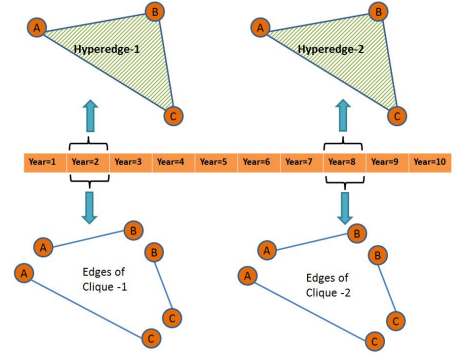 B
A
Hyperedge-1
C
B
A
Hyperedge-2
C
Year=1 Year=2 Year=3 Year=4 Year=5 Year=6 Year=7 Year=8 Year=9 Year=10
B
A
B
A
Edges of
Clique -1
C
C
B
A
B
A
Edges of
Clique -2
C
C